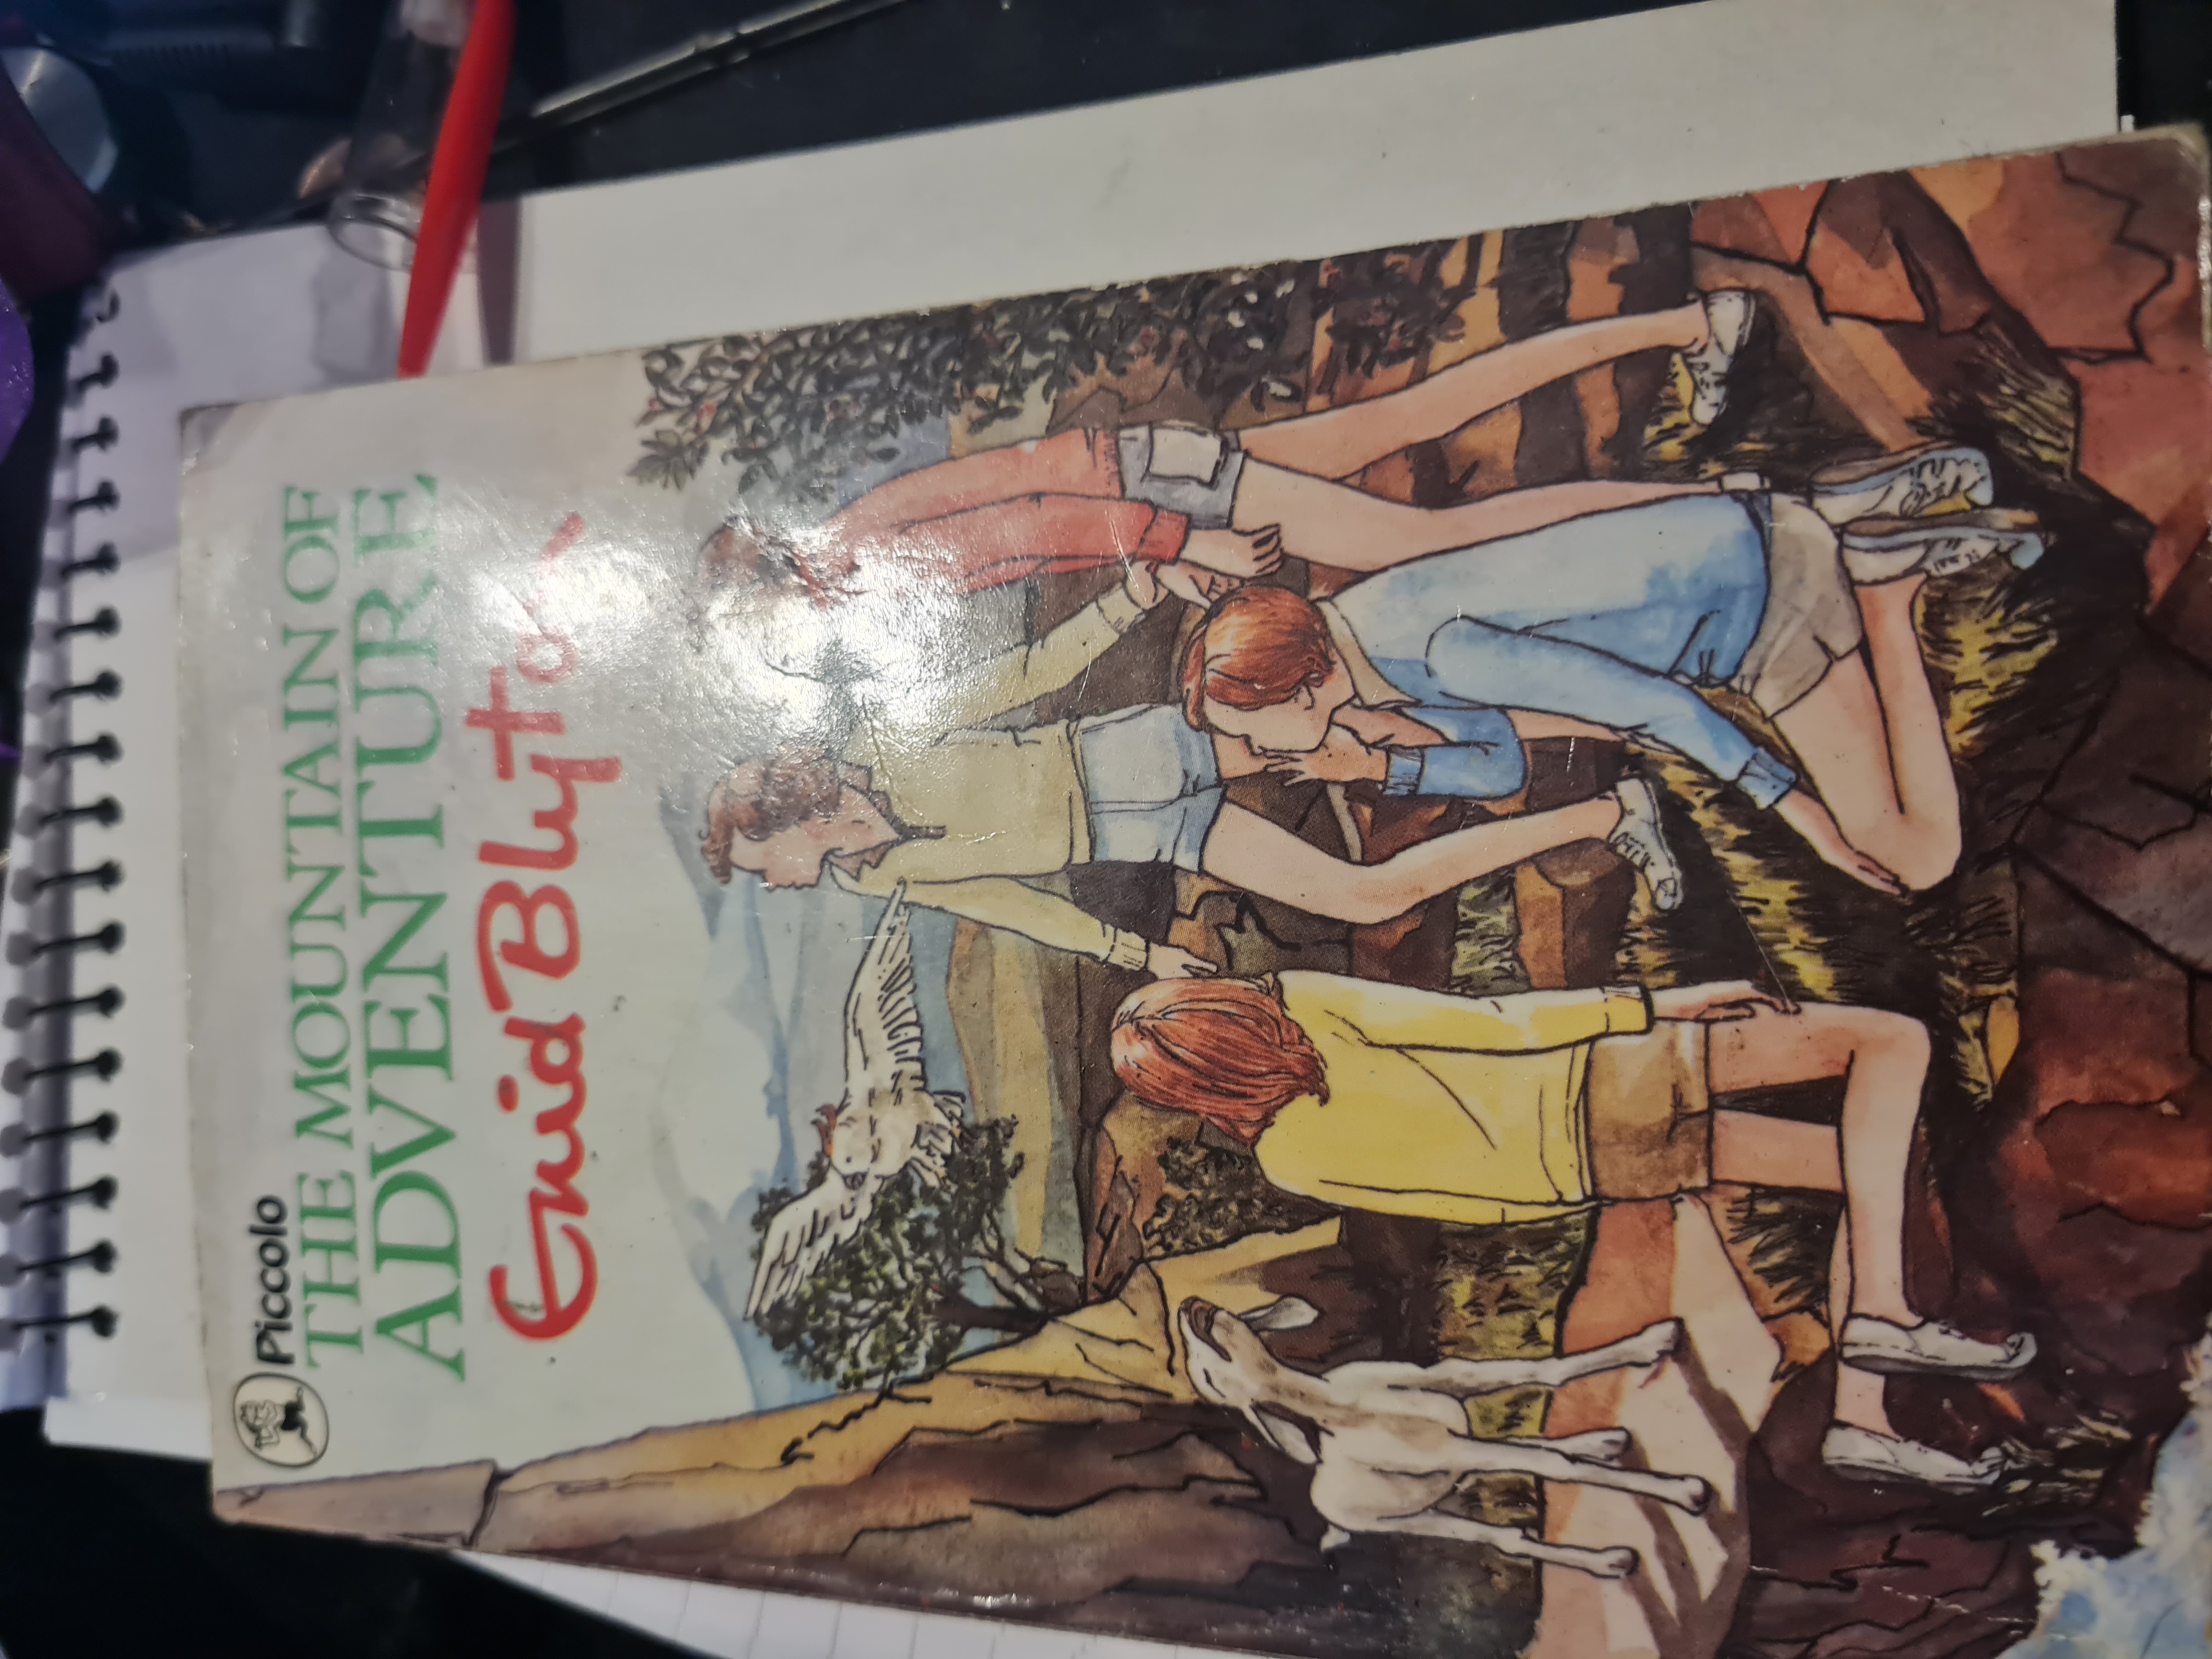 Piccolo
THE MOUNTAIN OF
ADVENTURE
Enid Blyton